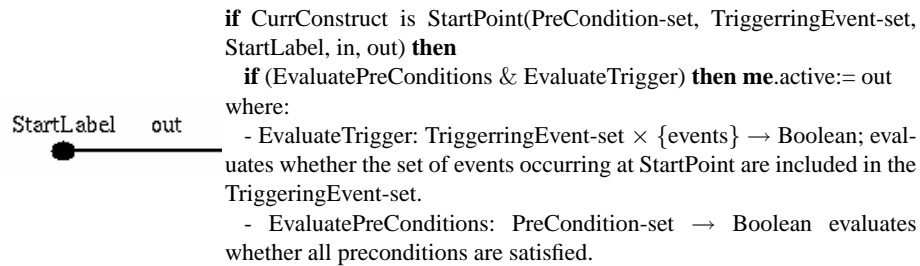 StartLabel out
if CurrConstruct is StartPoint(PreCondition-set, TriggerringEvent-set,
StartLabel, in, out) then
if (EvaluatePreConditions & EvaluateTrigger) then me.active:= out
where:
- EvaluateTrigger: TriggerringEvent-set × {events} → Boolean; eval-
uates whether the set of events occurring at StartPoint are included in the
TriggeringEvent-set.
- EvaluatePreConditions: PreCondition-set → Boolean evaluates
whether all preconditions are satisfied.